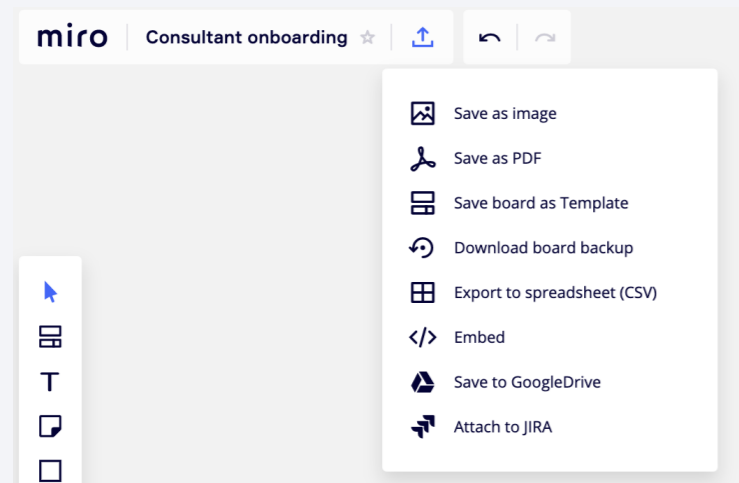 miro
Consultant onboarding
Save as image
Save as PDF
Save board as Template
Download board backup
Export to spreadsheet (CSV)
Embed
Save to GoogleDrive
Attach to JIRA
T